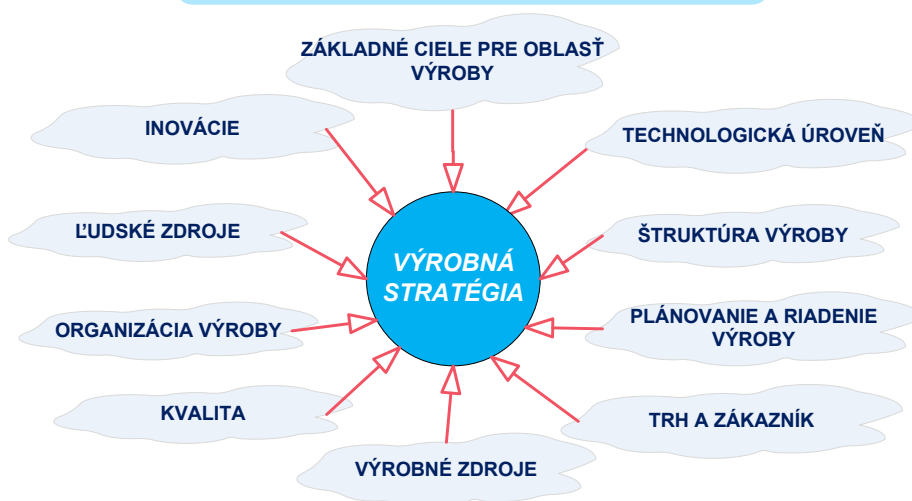 ZÁKLADNÉ CIELE PRE OBLASŤ
VÝROBY
INOVÁCIE
TECHNOLOGICKÁ ÚROVEŇ
ĽUDSKÉ ZDROJE
ŠTRUKTÚRA VÝROBY
VÝROBNÁ
STRATÉGIA
ORGANIZÁCIA VÝROBY
PLÁNOVANIE A RIADENIE
VÝROBY
KVALITA
TRH A ZÁKAZNÍK
VÝROBNÉ ZDROJE